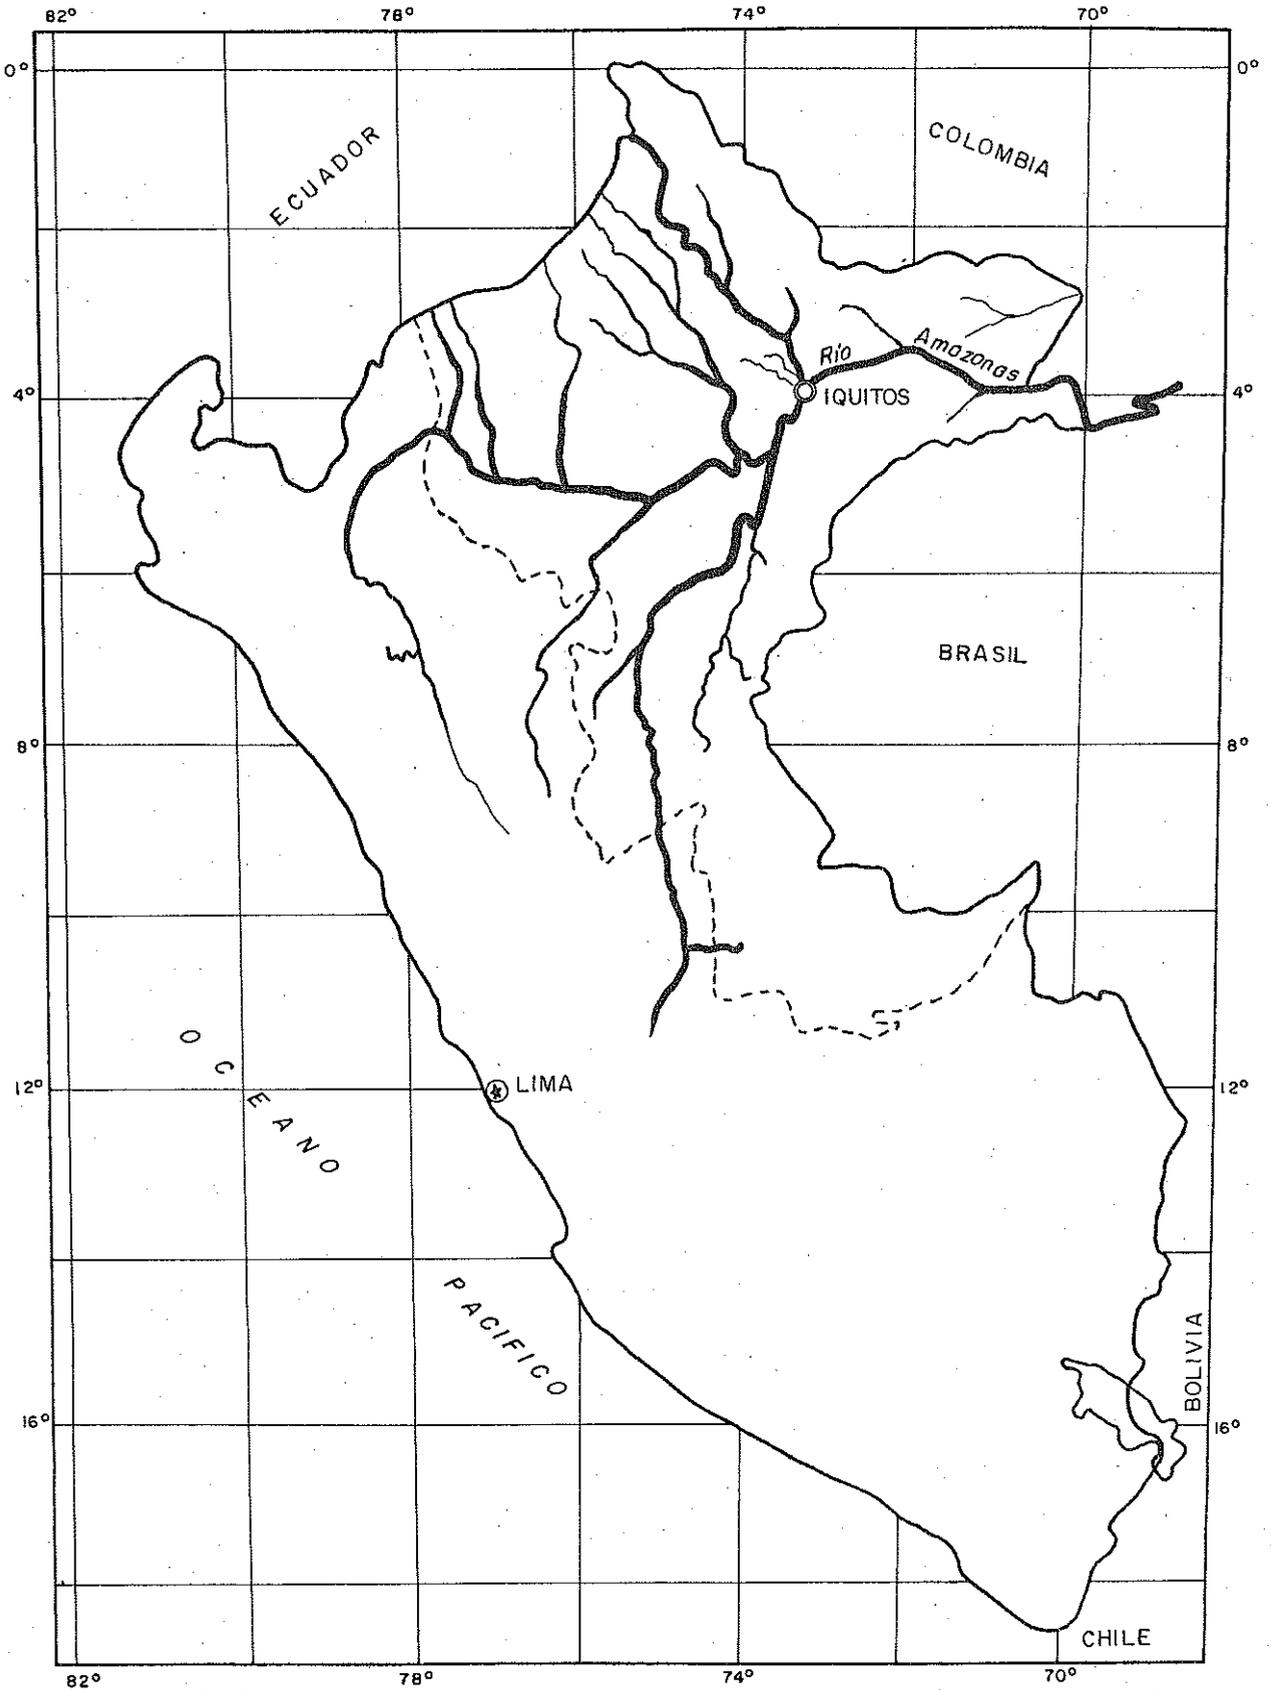 82° 78° 74° 70°
0° 0°
COLOMBIA
ECUADOR
Río Amazonas
4° IQUITOS 4°
BRASIL
8° 8°
OCEANO
12° LIMA 12°
PACIFICO
BOLIVIA
16° 16°
CHILE
82° 78° 74° 70°